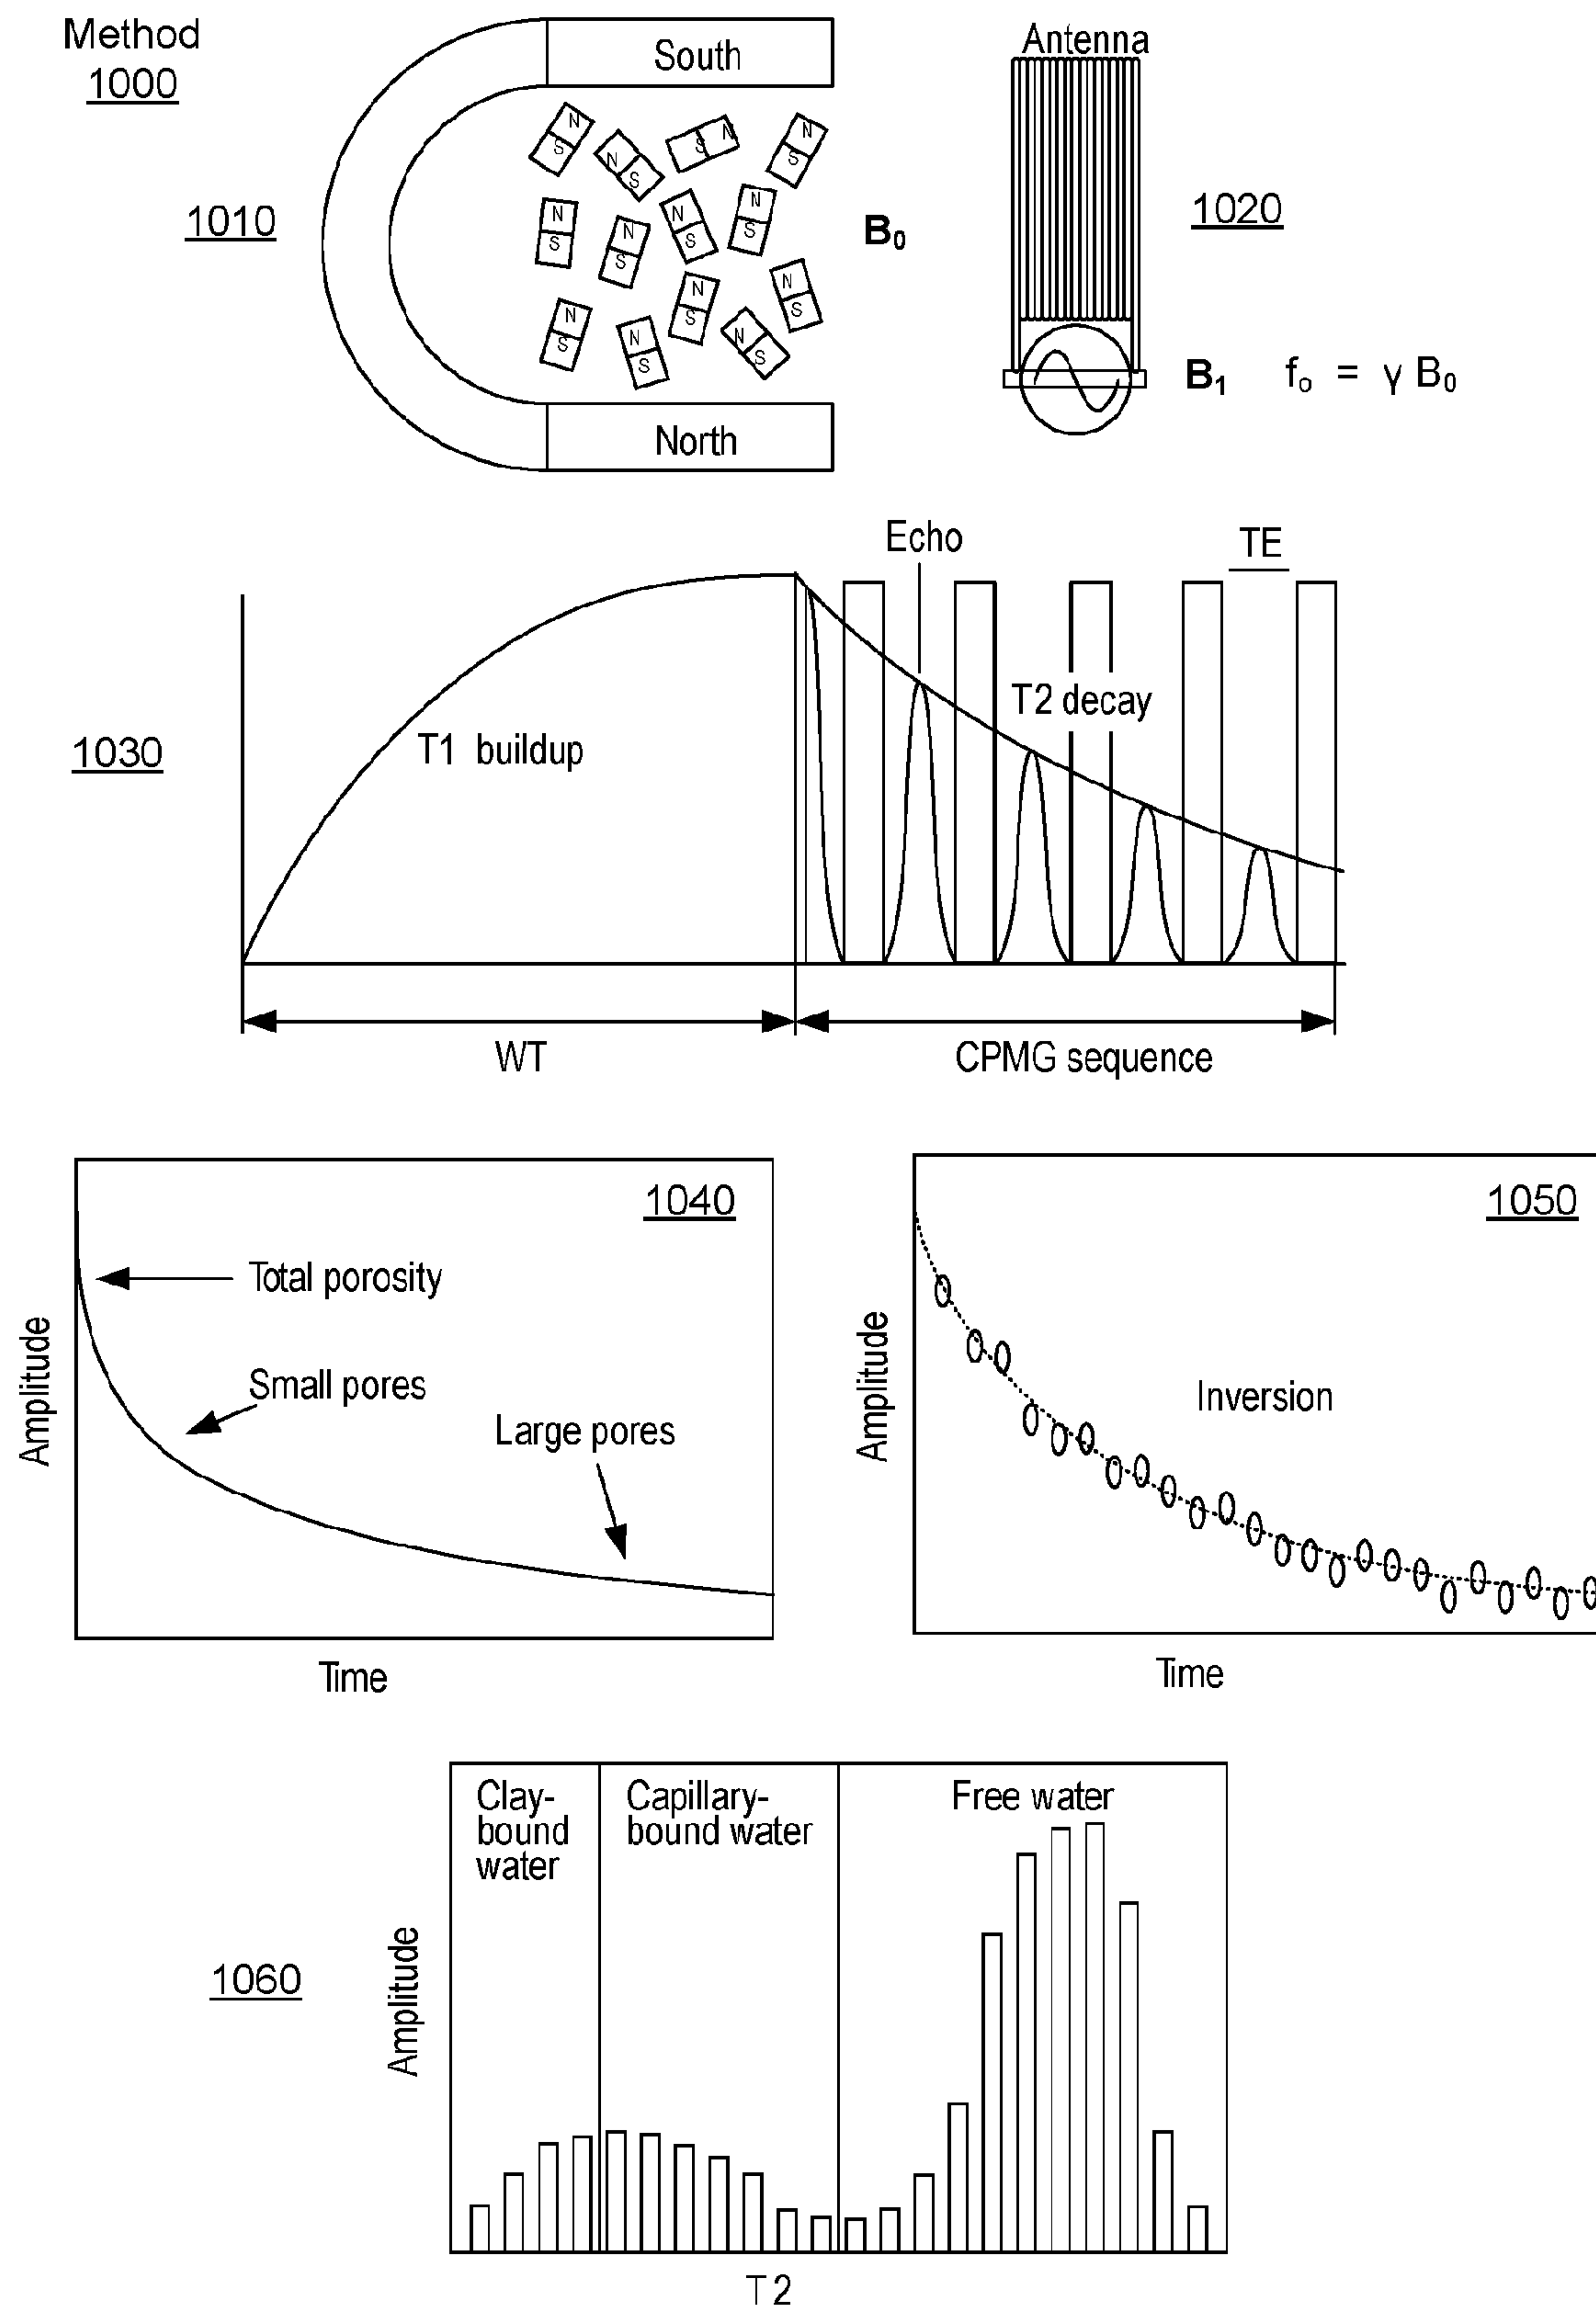 Method
1000
South
Antenna
N
S
N
S
S
N
N
S
1010
N
S
N
S
N
S
N
S
B₀
1020
N
S
N
S
N
S
N
S
N
S
B₁ f₀ = γ B₀
North
Echo
TE
T2 decay
1030
T1 buildup
WT
CPMG sequence
1040
Total porosity
Small pores
Large pores
Amplitude
Time
1050
Inversion
Amplitude
Time
Clay-
bound
water
Capillary-
bound water
Free water
1060
Amplitude
T2